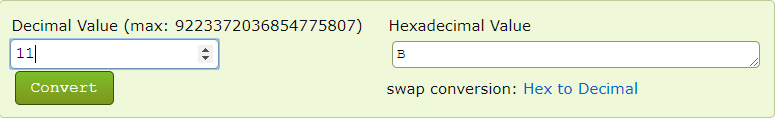 Decimal Value (max: 9223372036854775807)
Hexadecimal Value
11
B
Convert
swap conversion: Hex to Decimal